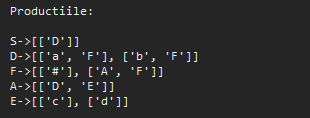 Productiile:
S->[['D']]
D->[['a', 'F'], ['b', 'F']]
F->[['#'], ['A', 'F']]
A->[['D', 'E']]
E->[['c'], ['d']]